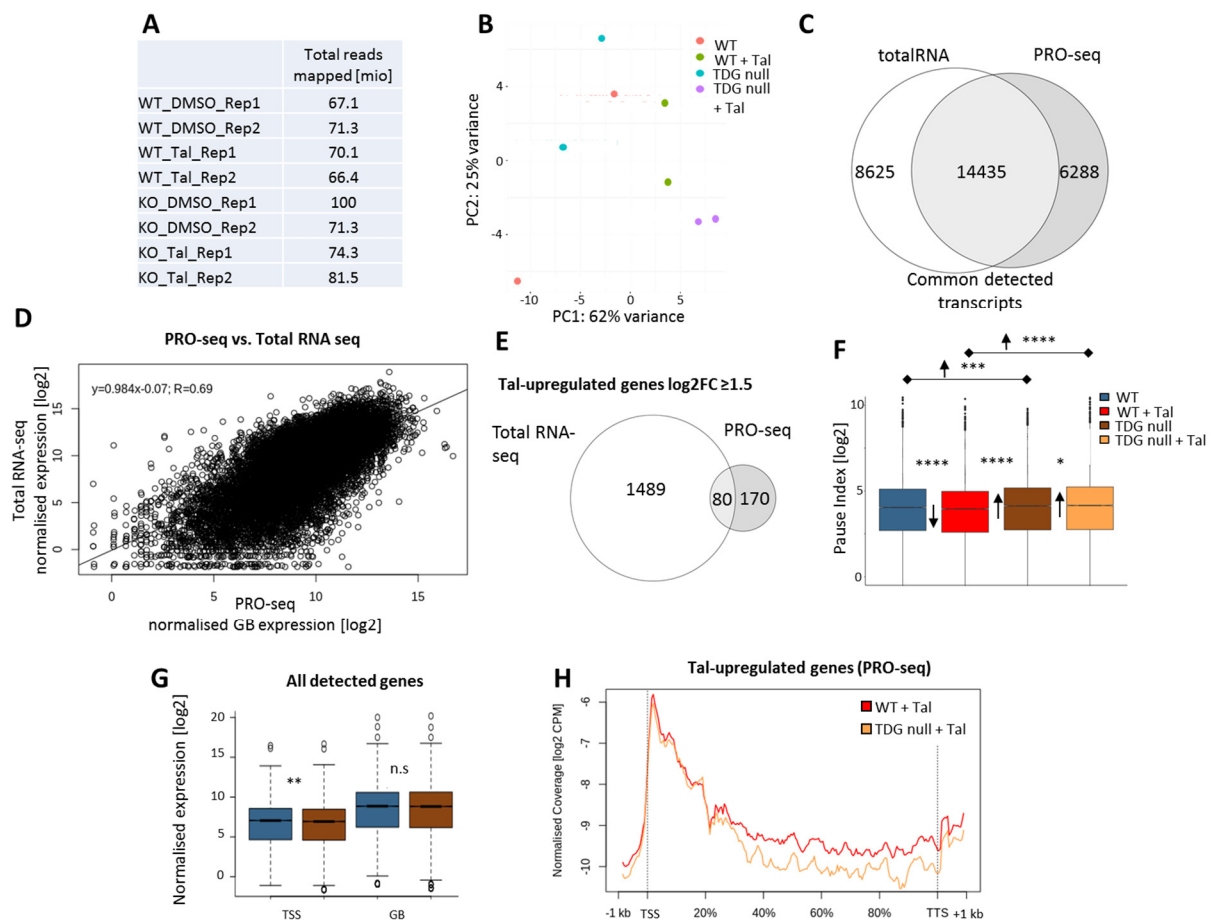 A
Total reads
mapped [mio]
WT_DMSO_Rep1 67.1
WT_DMSO_Rep2 71.3
WT_Tal_Rep1 70.1
WT_Tal_Rep2 66.4
KO_DMSO_Rep1 100
KO_DMSO_Rep2 71.3
KO_Tal_Rep1 74.3
KO_Tal_Rep2 81.5
B
WT
WT + Tal
TDG null
TDG null
+ Tal
PC2: 25% variance
4
0
-4
-10 -5 0 5
PC1: 62% variance
C
totalRNA PRO-seq
8625 14435 6288
Common detected
transcripts
D
PRO-seq vs. Total RNA seq
y=0.984x-0.07; R=0.69
Total RNA-seq
normalised expression [log2]
15
10
5
0
0 5 10 15
PRO-seq
normalised GB expression [log2]
E
Tal-upregulated genes log2FC ≥1.5
Total RNA-
seq
PRO-seq
1489 80 170
F
****
***
WT
WT + Tal
TDG null
TDG null + Tal
**** **** *
Pause Index [log2]
10
5
0
G
All detected genes
Normalised expression [log2]
20
15
10
5
0
** n.s
TSS GB
H
Tal-upregulated genes (PRO-seq)
WT + Tal
TDG null + Tal
Normalised Coverage [log2 CPM]
-6
-7
-8
-9
-10
-1 kb TSS 20% 40% 60% 80% TTS +1 kb